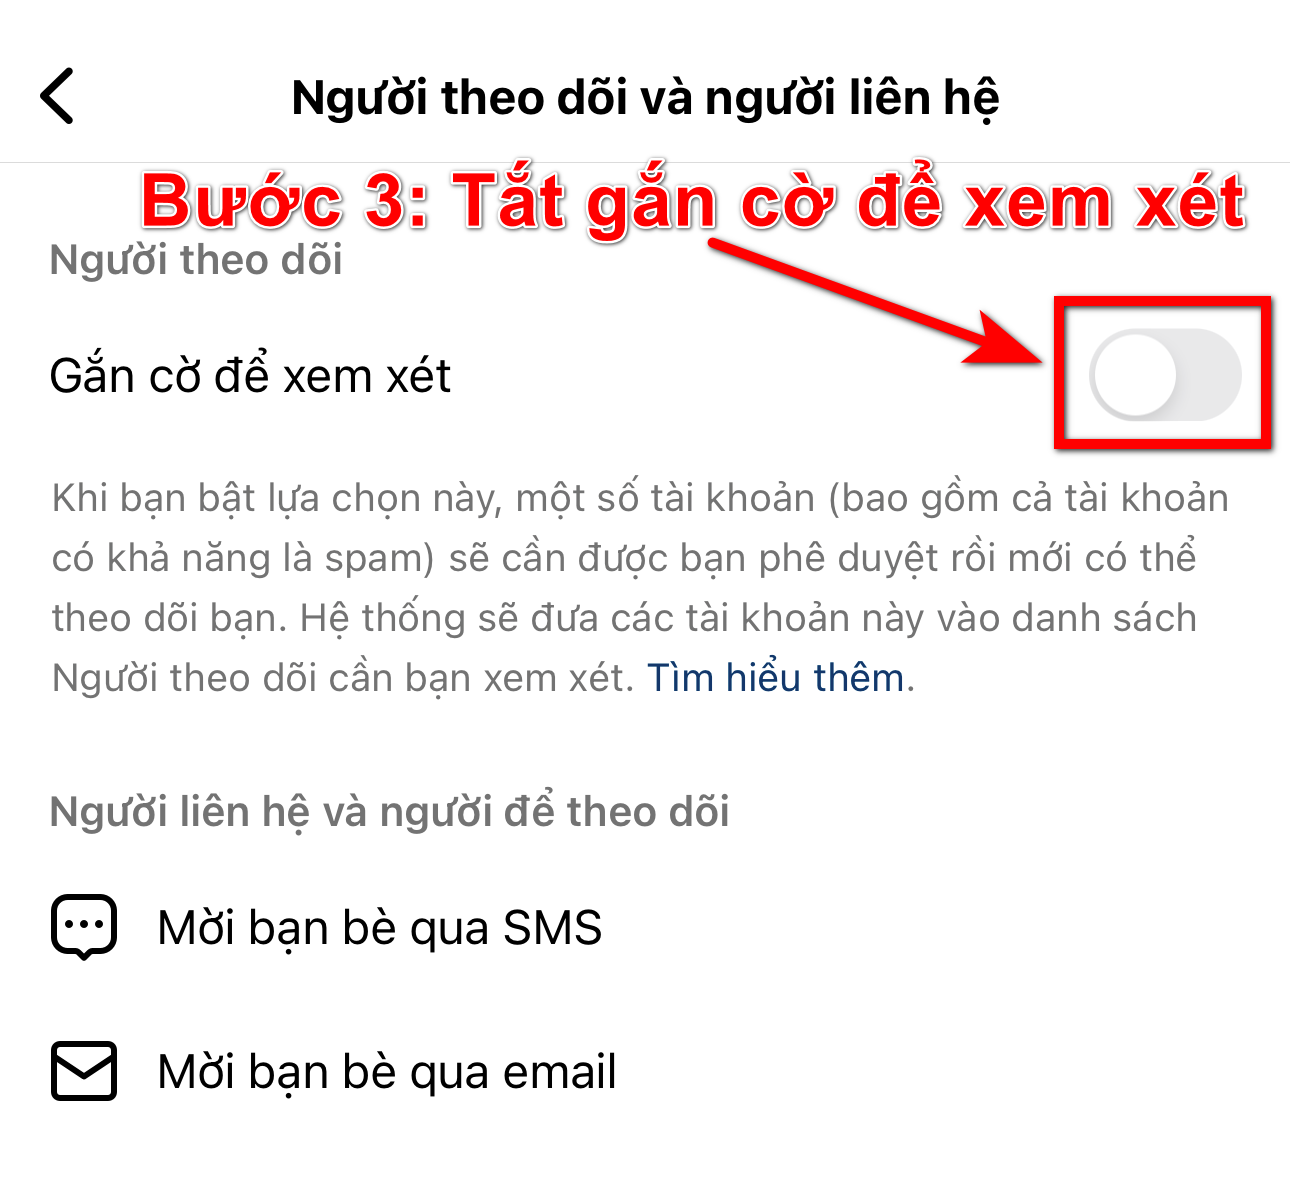 Người theo dõi và người liên hệ
Bước 3: Tắt gắn cờ để xem xét
Người theo dõi
Gắn cờ để xem xét
Khi bạn bật lựa chọn này, một số tài khoản (bao gồm cả tài khoản
có khả năng là spam) sẽ cần được bạn phê duyệt rồi mới có thể
theo dõi bạn. Hệ thống sẽ đưa các tài khoản này vào danh sách
Người theo dõi cần bạn xem xét. Tìm hiểu thêm.
Người liên hệ và người để theo dõi
Mời bạn bè qua SMS
Mời bạn bè qua email